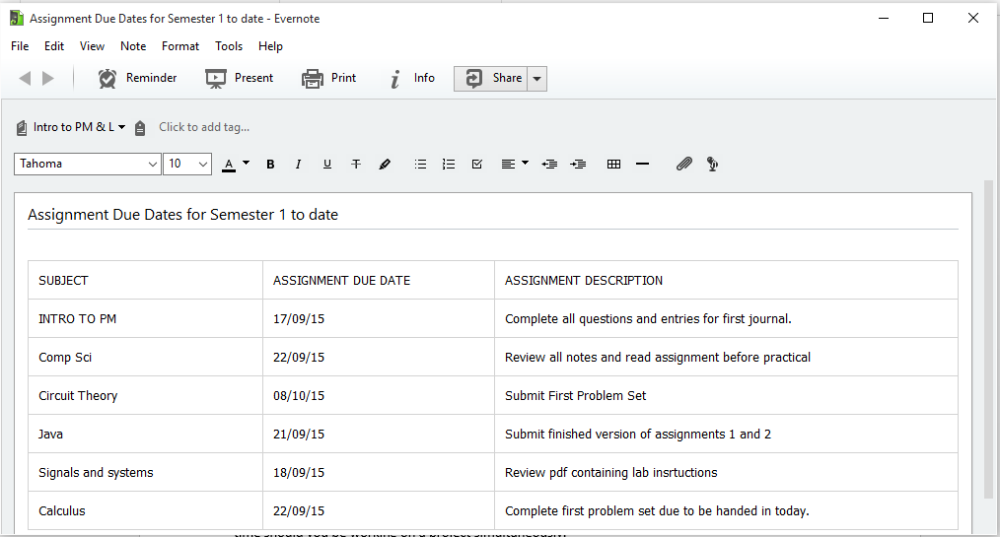 Assignment Due Dates for Semester 1 to date - Evernote
File Edit View Note Format Tools Help
Reminder Present Print Info Share
Intro to PM & L Click to add tag...
Tahoma 10 A B I U T
Assignment Due Dates for Semester 1 to date
SUBJECT ASSIGNMENT DUE DATE ASSIGNMENT DESCRIPTION
INTRO TO PM 17/09/15 Complete all questions and entries for first journal.
Comp Sci 22/09/15 Review all notes and read assignment before practical
Circuit Theory 08/10/15 Submit First Problem Set
Java 21/09/15 Submit finished version of assignments 1 and 2
Signals and systems 18/09/15 Review pdf containing lab insrtuctions
Calculus 22/09/15 Complete first problem set due to be handed in today.